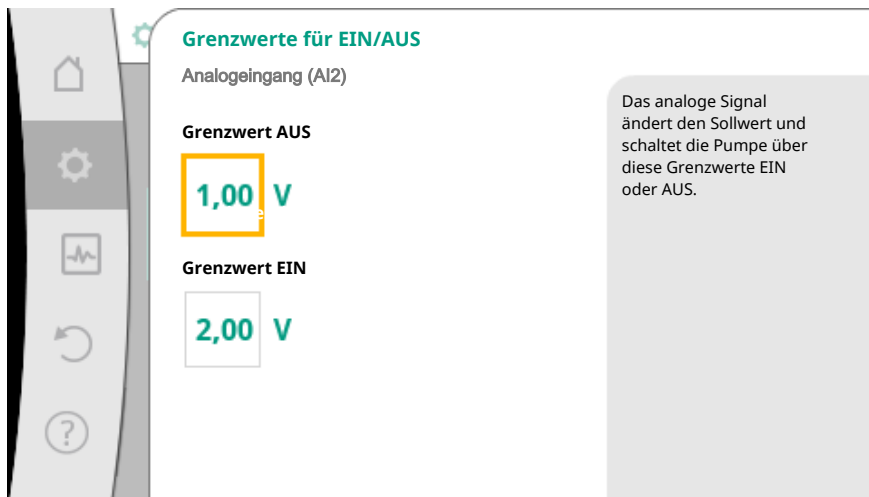 Grenzwerte für EIN/AUS
Analogeingang (AI2)
Grenzwert AUS
1,00 V
Grenzwert EIN
2,00 V
Das analoge Signal
ändert den Sollwert und
schaltet die Pumpe über
diese Grenzwerte EIN
oder AUS.
?